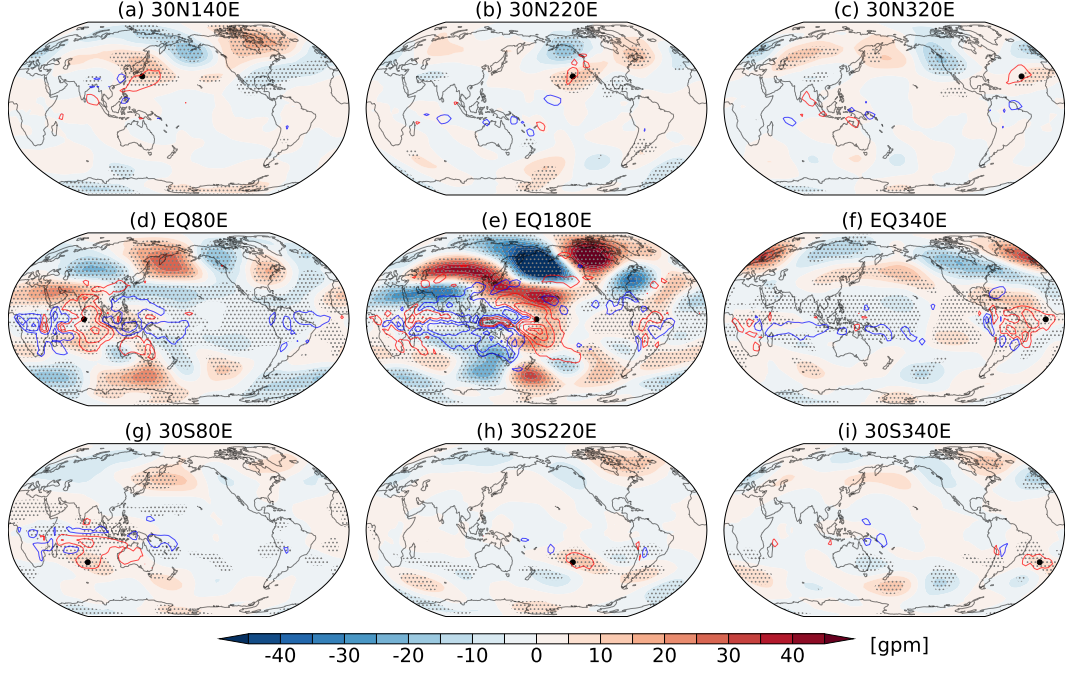 (a) 30N140E
(b) 30N220E
(c) 30N320E
(d) EQ80E
(e) EQ180E
(f) EQ340E
(g) 30S80E
(h) 30S220E
(i) 30S340E
-40 -30 -20 -10 0 10 20 30 40 [gpm]